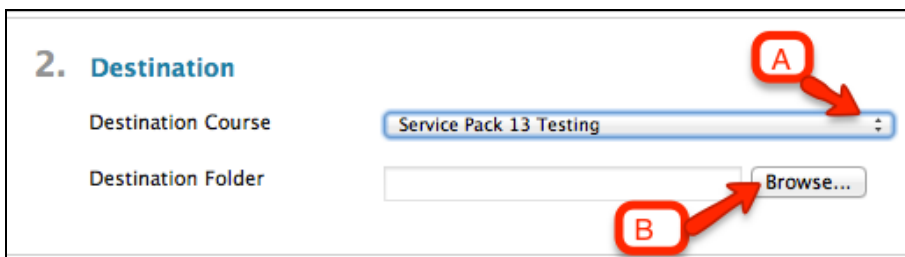 2. Destination
A
Destination Course Service Pack 13 Testing
Destination Folder Browse...
B